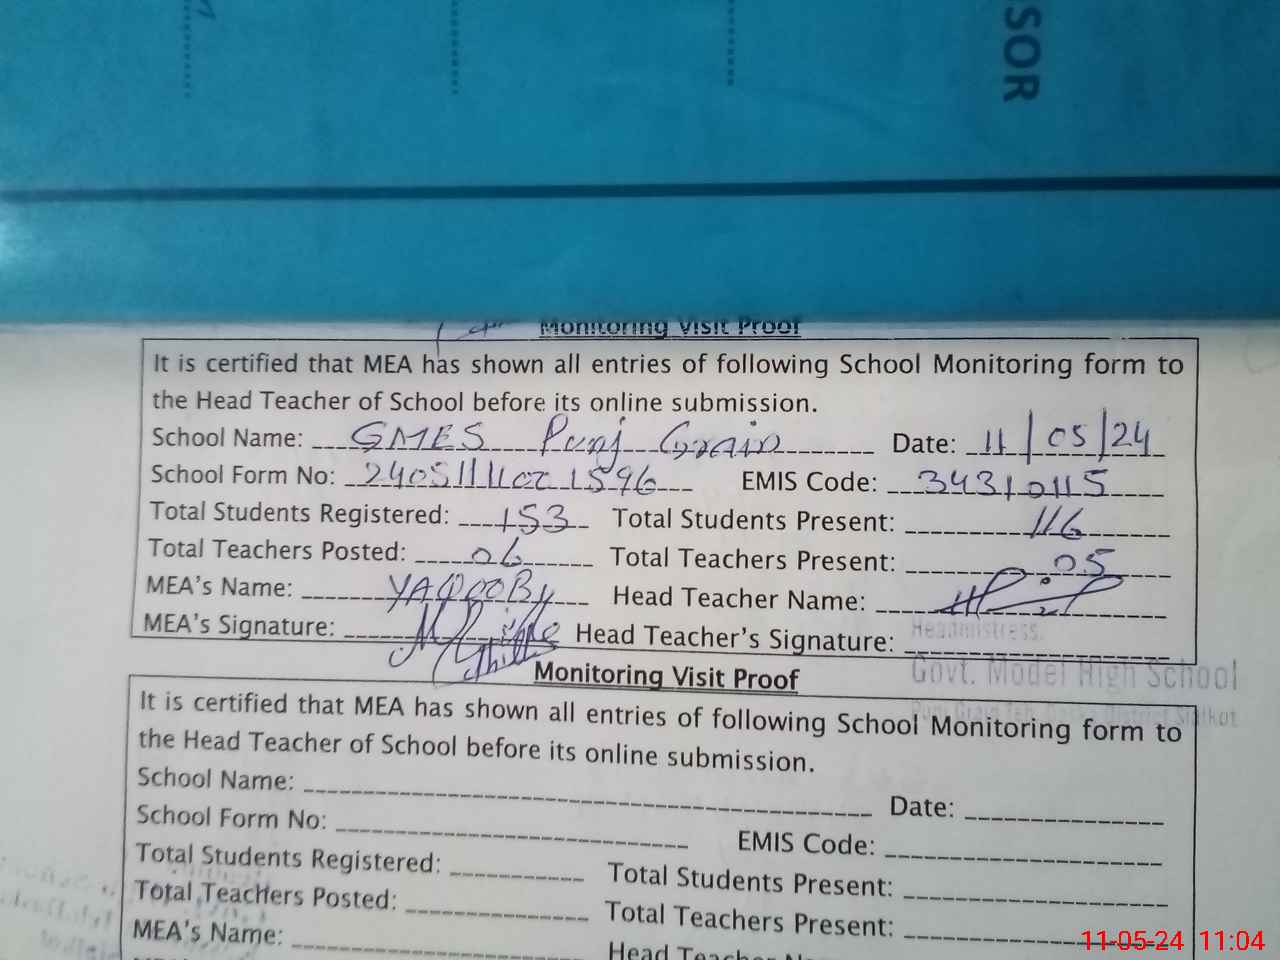 SOR
Monitoring Visit Proof
It is certified that MEA has shown all entries of following School Monitoring form to
the Head Teacher of School before its online submission.
School Name: GMES Punj Grain Date: 11/05/24
School Form No: EMIS Code: 34310115
Total Students Registered: 153 Total Students Present: 116
Total Teachers Posted: 06 Total Teachers Present: 05
MEA's Name: YAQOOB Head Teacher Name:
MEA's Signature: Head Teacher's Signature:
Headmistress.
Govt. Model High School
Monitoring Visit Proof
It is certified that MEA has shown all entries of following School Monitoring form to
the Head Teacher of School before its online submission.
School Name: Date:
School Form No: EMIS Code:
Total Students Registered: Total Students Present:
Total Teachers Posted: Total Teachers Present:
MEA's Name:
11-05-24 11:04